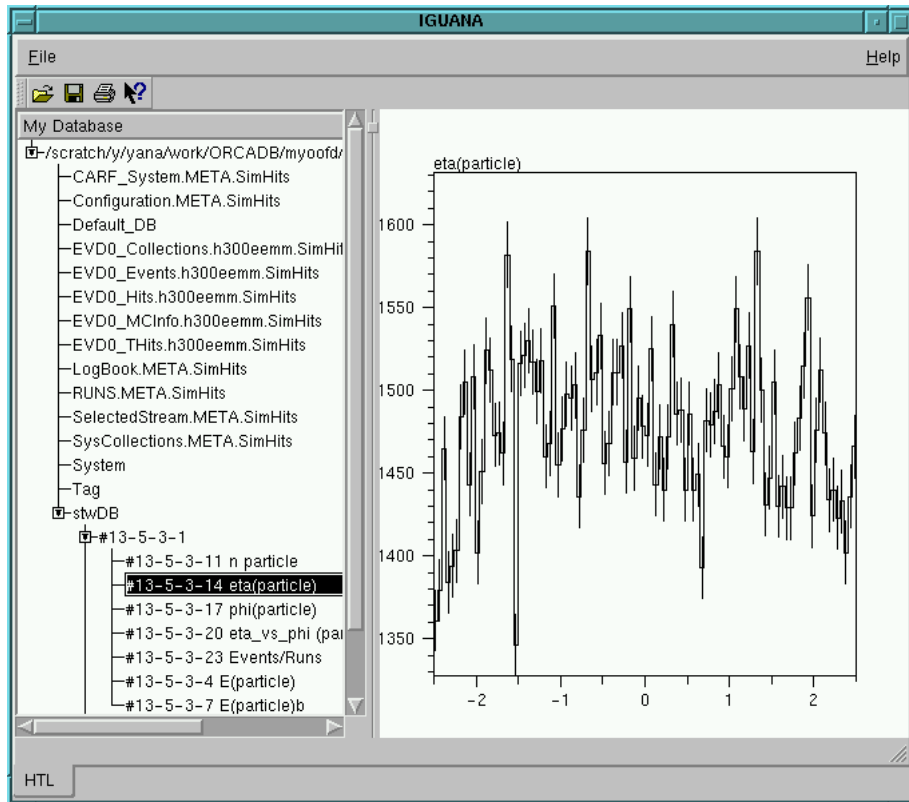 IGUANA
File Help
My Database
/scratch/y/yana/work/ORCADB/myoofd/
CARF_System.META.SimHits
Configuration.META.SimHits
Default_DB
EVD0_Collections.h300eemm.SimHit
EVD0_Events.h300eemm.SimHits
EVD0_Hits.h300eemm.SimHits
EVD0_MCInfo.h300eemm.SimHits
EVD0_THits.h300eemm.SimHits
LogBook.META.SimHits
RUNS.META.SimHits
SelectedStream.META.SimHits
SysCollections.META.SimHits
System
Tag
stwDB
#13-5-3-1
#13-5-3-11 n particle
#13-5-3-14 eta(particle)
#13-5-3-17 phi(particle)
#13-5-3-20 eta_vs_phi (par
#13-5-3-23 Events/Runs
#13-5-3-4 E(particle)
#13-5-3-7 E(particle)b
eta(particle)
1600
1550
1500
1450
1400
1350
-2 -1 0 1 2
HTL